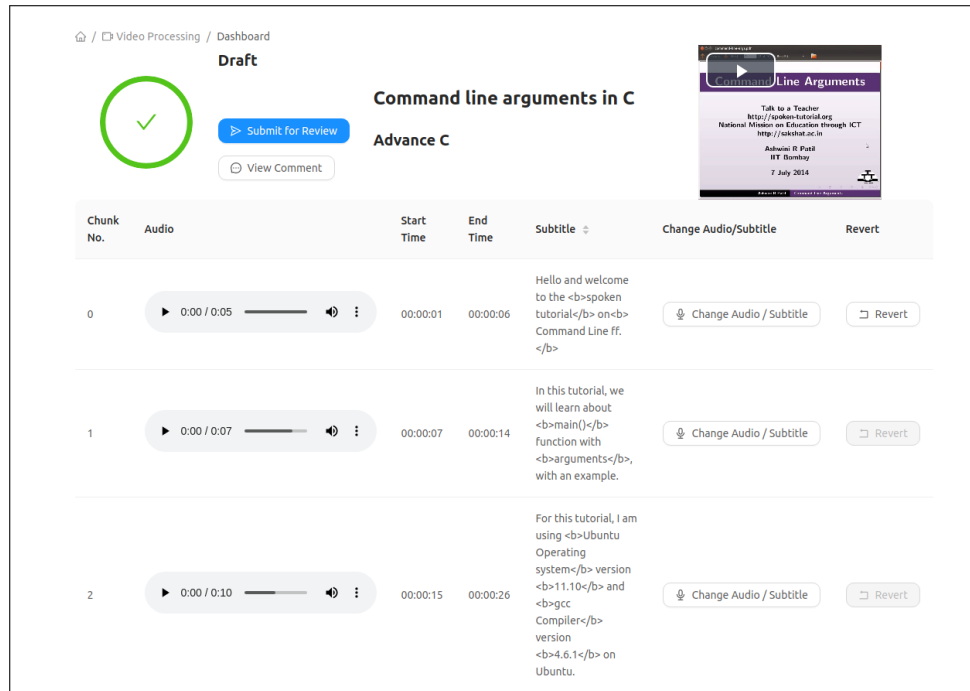 / Video Processing / Dashboard
Draft
Command line arguments in C
Submit for Review
Advance C
View Comment
Command Line Arguments
Talk to a Teacher
http://spoken-tutorial.org
National Mission on Education through ICT
http://sakshat.ac.in
Ashwini R Patil
IIT Bombay
7 July 2014
Chunk No. Audio Start Time End Time Subtitle Change Audio/Subtitle Revert
0 0:00 / 0:05 00:00:01 00:00:06
Hello and welcome
to the <b>spoken
tutorial</b> on<b>
Command Line ff.
</b>
Change Audio / Subtitle Revert
1 0:00 / 0:07 00:00:07 00:00:14
In this tutorial, we
will learn about
<b>main()</b>
function with
<b>arguments</b>,
with an example.
Change Audio / Subtitle Revert
2 0:00 / 0:10 00:00:15 00:00:26
For this tutorial, I am
using <b>Ubuntu
Operating
system</b> version
<b>11.10</b> and
<b>gcc
Compiler</b>
version
<b>4.6.1</b> on
Ubuntu.
Change Audio / Subtitle Revert